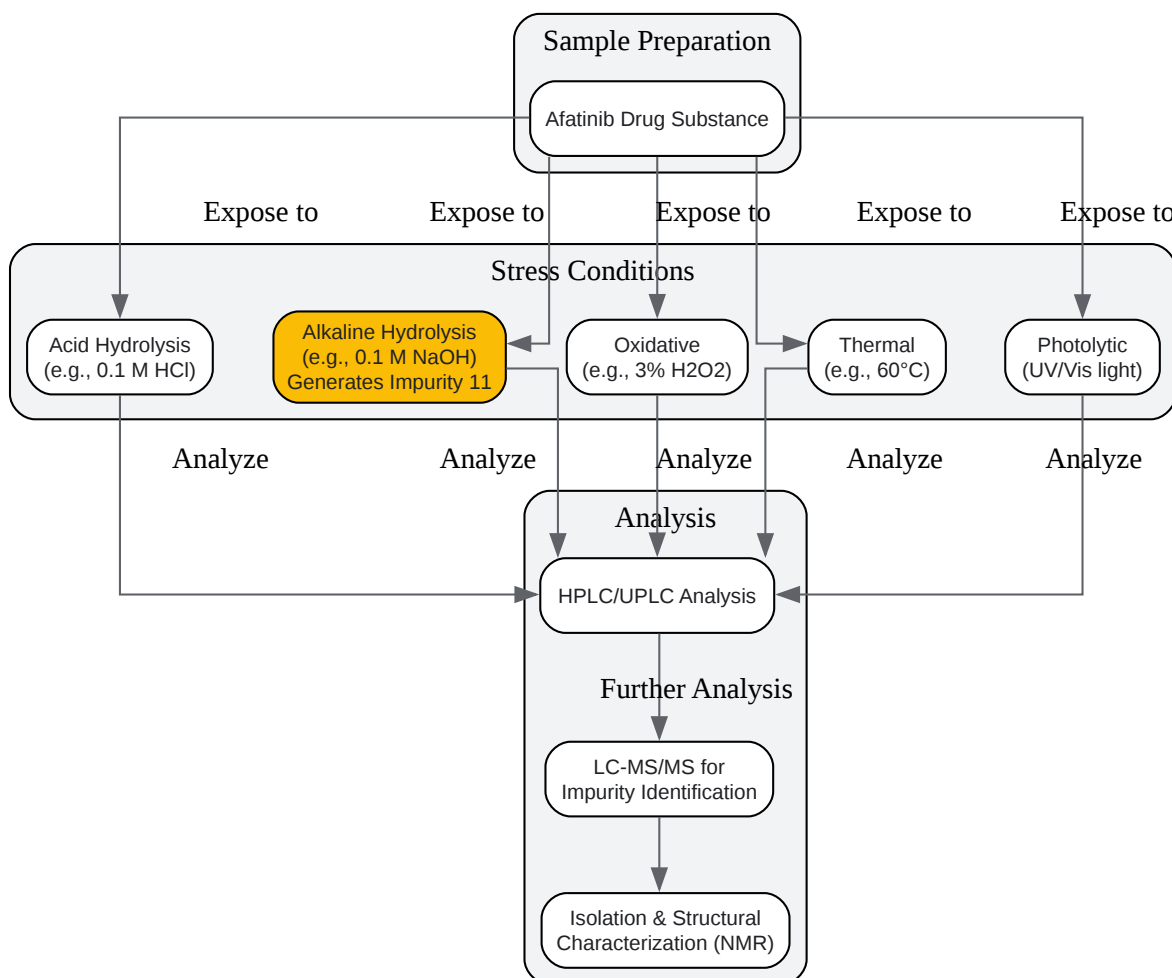 Sample Preparation
Afatinib Drug Substance
Expose to
Expose to
Expose to
Expose to
Expose to
Stress Conditions
Acid Hydrolysis
(e.g., 0.1 M HCl)
Alkaline Hydrolysis
(e.g., 0.1 M NaOH)
Generates Impurity 11
Oxidative
(e.g., 3% H2O2)
Thermal
(e.g., 60°C)
Photolytic
(UV/Vis light)
Analyze
Analyze
Analyze
Analyze
Analyze
Analysis
HPLC/UPLC Analysis
Further Analysis
LC-MS/MS for
Impurity Identification
Isolation & Structural
Characterization (NMR)